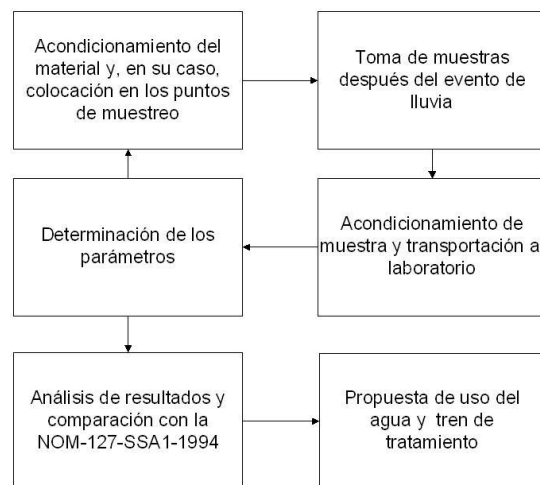 Acondicionamiento del
material y, en su caso,
colocación en los puntos
de muestreo
Toma de muestras
después del evento de
lluvia
Determinación de los
parámetros
Acondicionamiento de
muestra y transportación a
laboratorio
Análisis de resultados y
comparación con la
NOM-127-SSA1-1994
Propuesta de uso del
agua y tren de
tratamiento